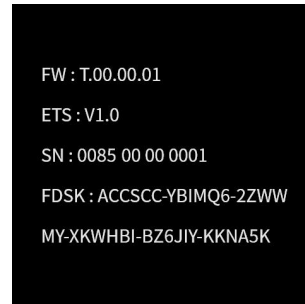 FW : T.00.00.01
ETS : V1.0
SN : 0085 00 00 0001
FDSK : ACCSCC-YBIMQ6-2ZWW
MY-XKWHBI-BZ6JIY-KKNA5K